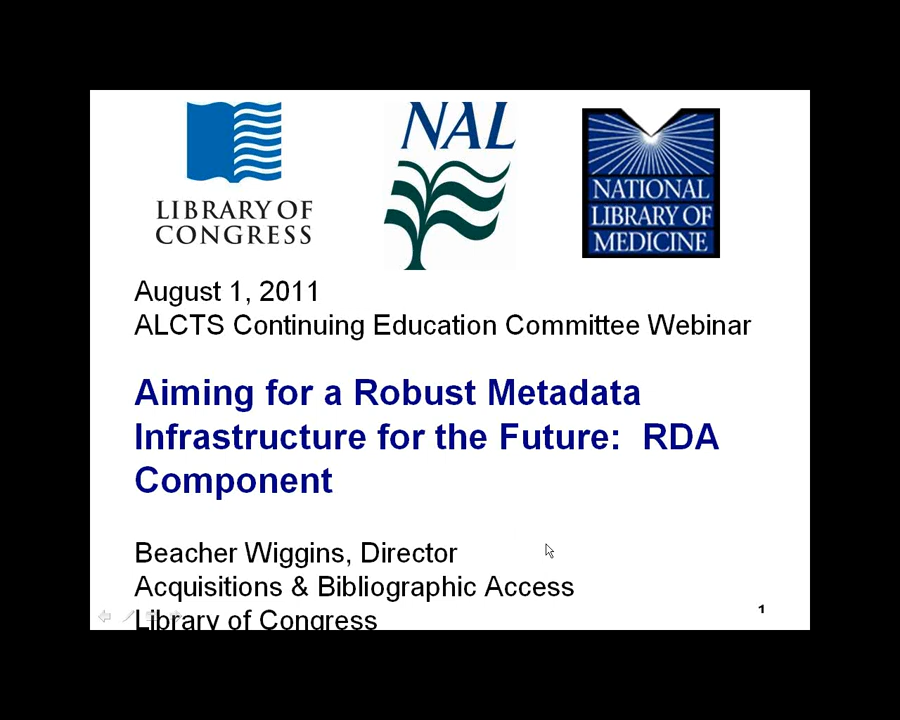 LIBRARY OF
CONGRESS
NAL
NATIONAL
LIBRARY OF
MEDICINE
August 1, 2011
ALCTS Continuing Education Committee Webinar
Aiming for a Robust Metadata
Infrastructure for the Future: RDA
Component
Beacher Wiggins, Director
Acquisitions & Bibliographic Access
Library of Congress
1